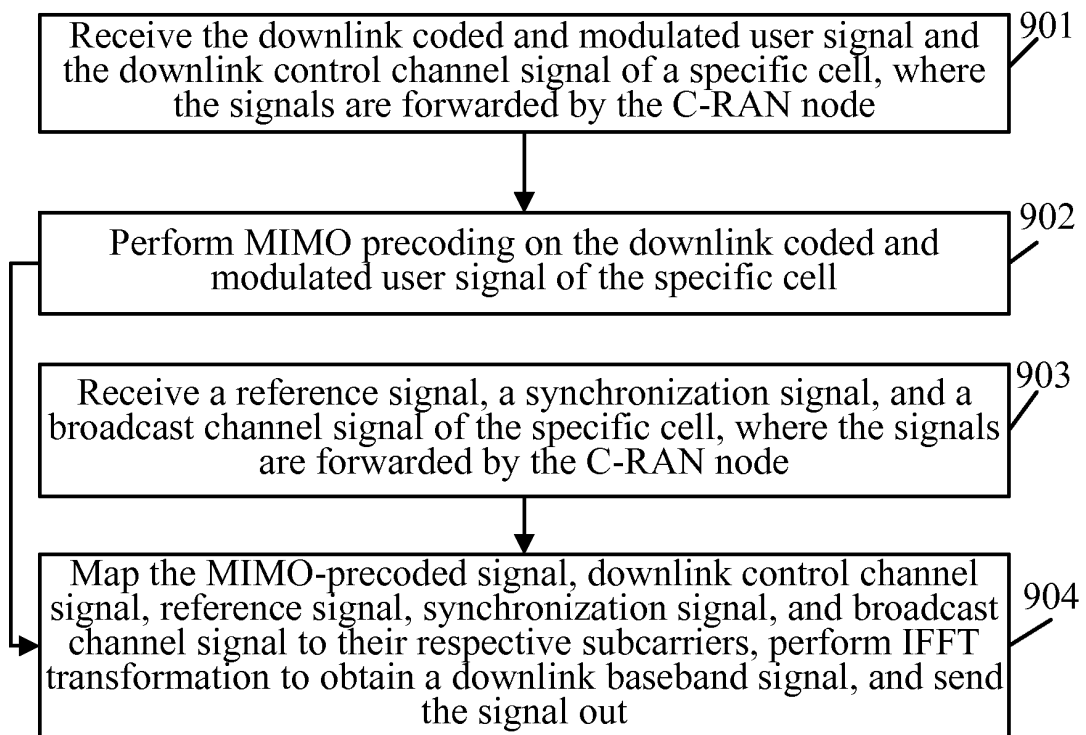 Receive the downlink coded and modulated user signal and
the downlink control channel signal of a specific cell, where
the signals are forwarded by the C-RAN node
901
Perform MIMO precoding on the downlink coded and
modulated user signal of the specific cell
902
Receive a reference signal, a synchronization signal, and a
broadcast channel signal of the specific cell, where the signals
are forwarded by the C-RAN node
903
Map the MIMO-precoded signal, downlink control channel
signal, reference signal, synchronization signal, and broadcast
channel signal to their respective subcarriers, perform IFFT
transformation to obtain a downlink baseband signal, and send
the signal out
904